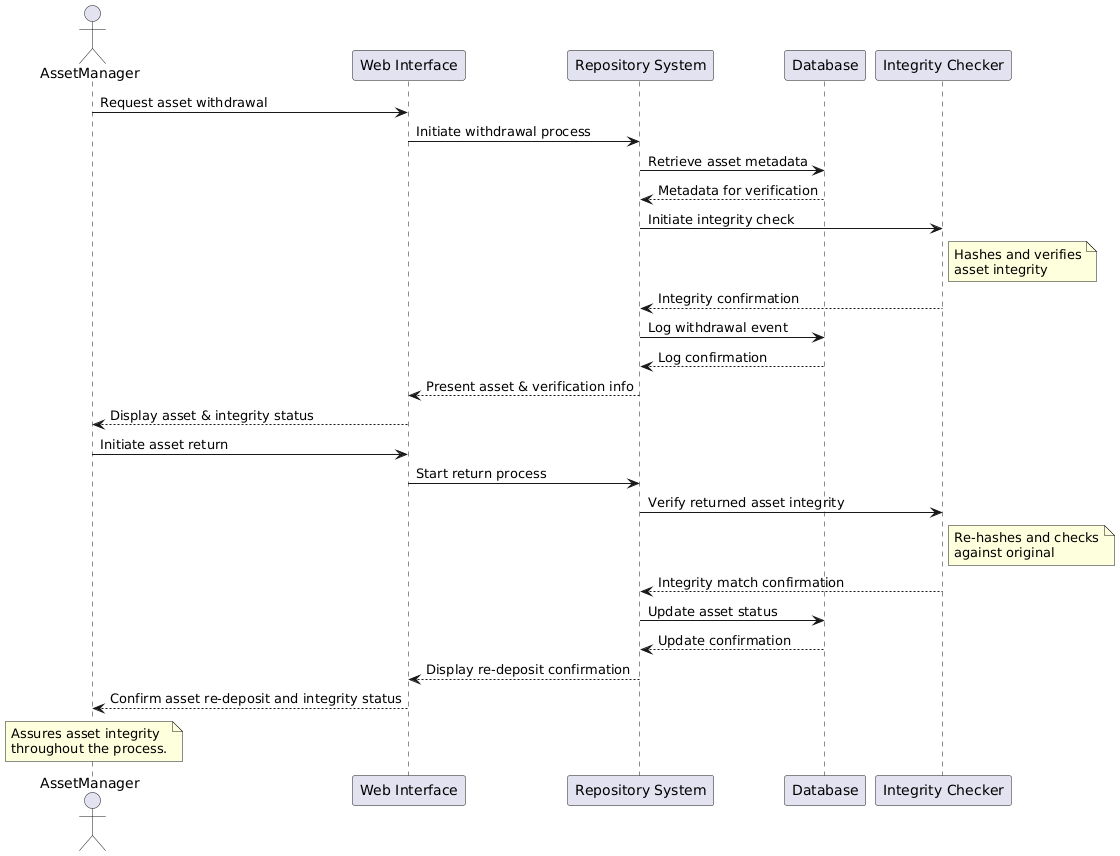 AssetManager
Web Interface
Repository System
Database
Integrity Checker
Request asset withdrawal
Initiate withdrawal process
Retrieve asset metadata
Metadata for verification
Initiate integrity check
Hashes and verifies
asset integrity
Integrity confirmation
Log withdrawal event
Log confirmation
Present asset & verification info
Display asset & integrity status
Initiate asset return
Start return process
Verify returned asset integrity
Re-hashes and checks
against original
Integrity match confirmation
Update asset status
Update confirmation
Display re-deposit confirmation
Confirm asset re-deposit and integrity status
Assures asset integrity
throughout the process.
AssetManager
Web Interface
Repository System
Database
Integrity Checker